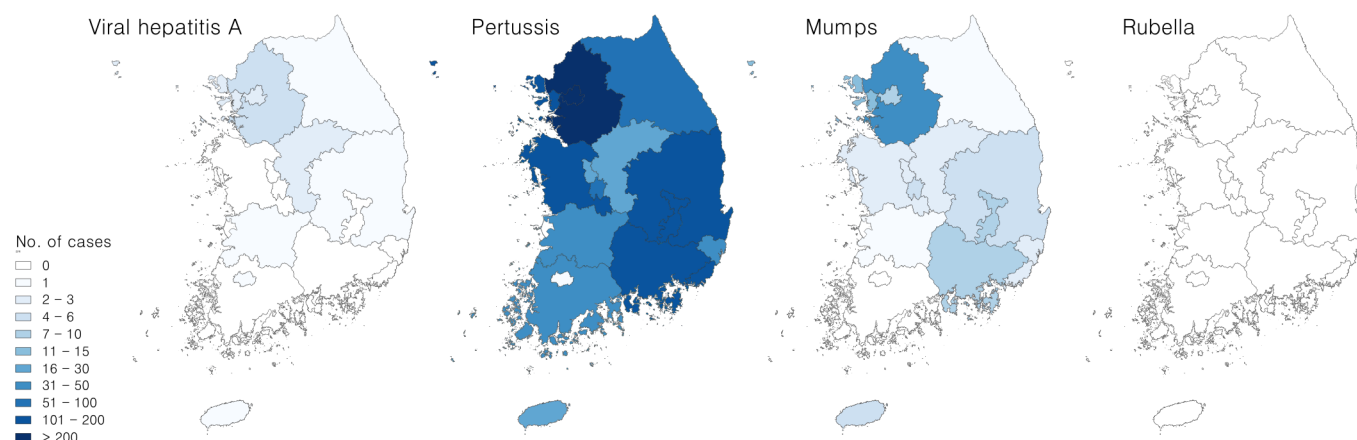 Viral hepatitis A
Pertussis
Mumps
Rubella
No. of cases
0
1
2 – 3
4 – 6
7 – 10
11 – 15
16 – 30
31 – 50
51 – 100
101 – 200
> 200